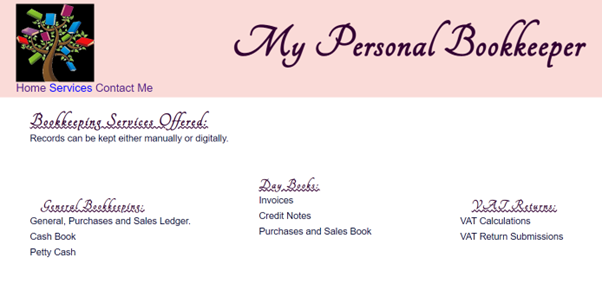 My Personal Bookkeeper
Home Services Contact Me
Bookkeeping Services Offered:
Records can be kept either manually or digitally.
General Bookkeeping:
General, Purchases and Sales Ledger.
Cash Book
Petty Cash
Day Books:
Invoices
Credit Notes
Purchases and Sales Book
VAT Returns:
VAT Calculations
VAT Return Submissions